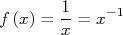 f (x) = 1/x = x⁻¹